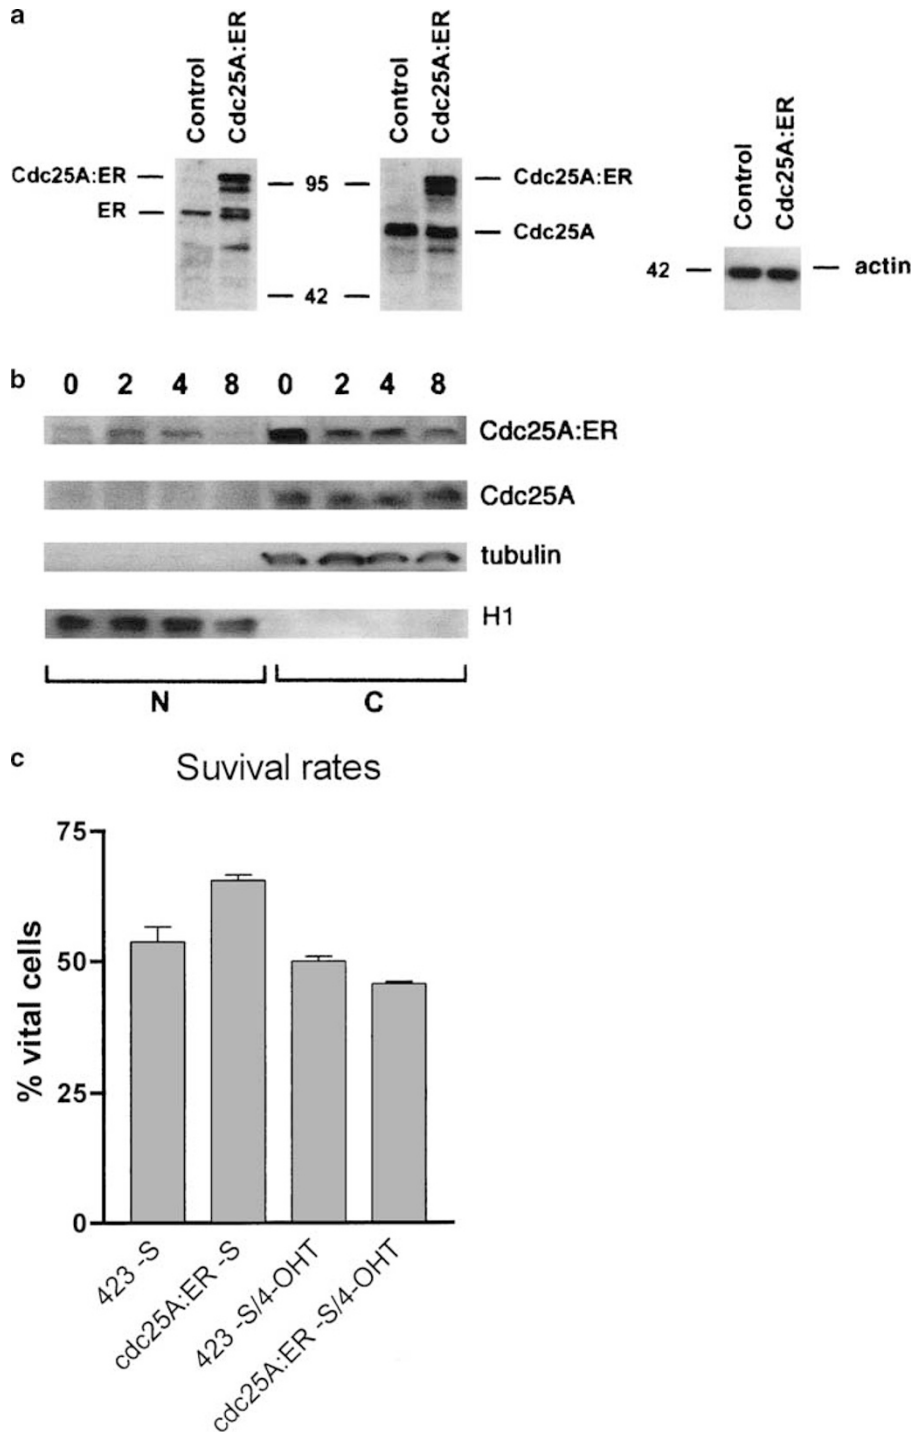 a
Control
Cdc25A:ER
Control
Cdc25A:ER
Control
Cdc25A:ER
Cdc25A:ER
ER
95
42
Cdc25A:ER
Cdc25A
42
actin
b
0 2 4 8 0 2 4 8
Cdc25A:ER
Cdc25A
tubulin
H1
N C
c
Suvival rates
% vital cells
75
50
25
0
423 -S
cdc25A:ER -S
423 -S/4-OHT
cdc25A:ER -S/4-OHT